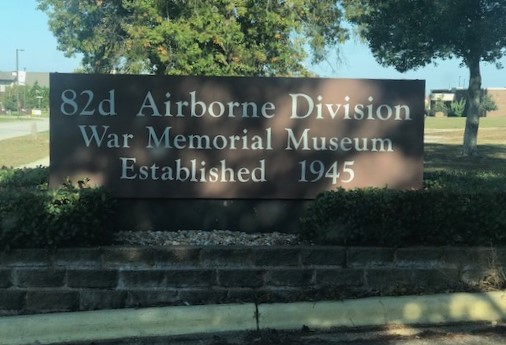 82d Airborne Division
War Memorial Museum
Established 1945